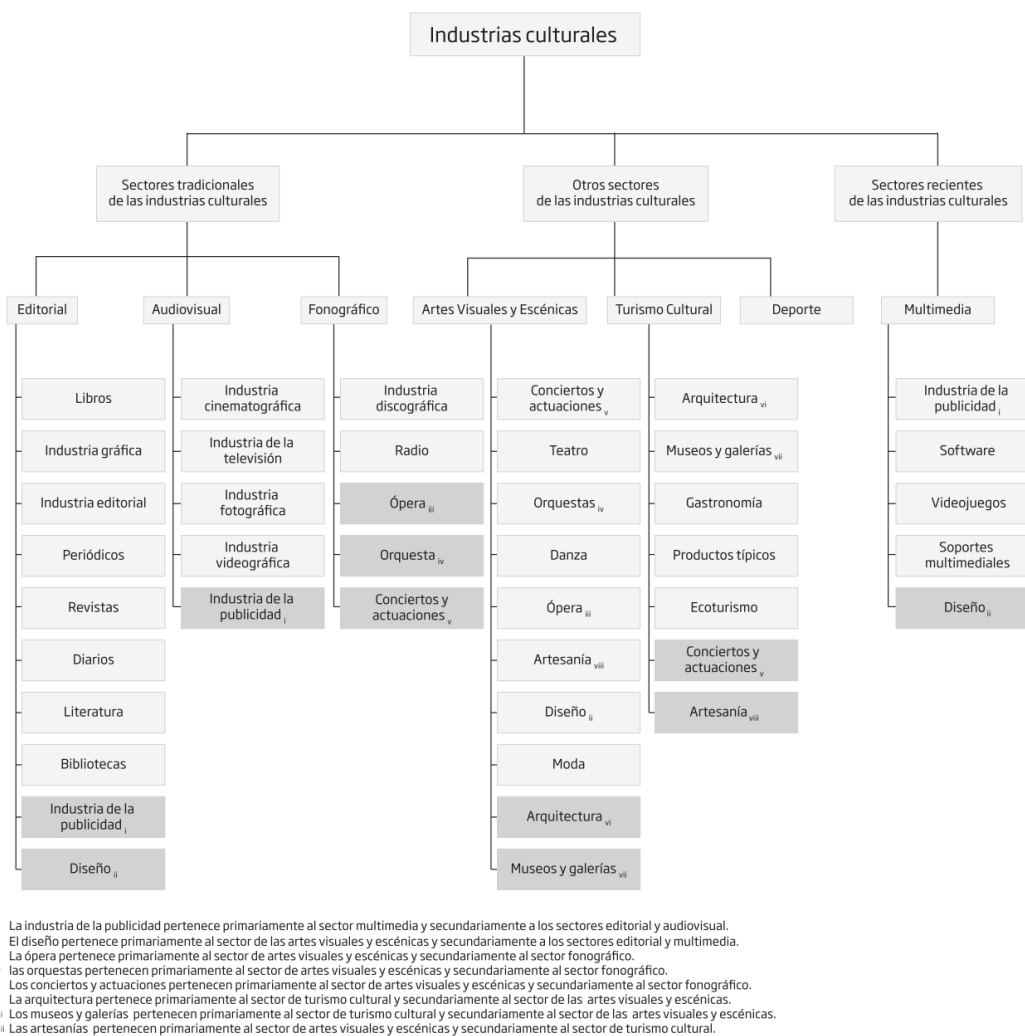 Industrias culturales
Sectores tradicionales
de las industrias culturales
Otros sectores
de las industrias culturales
Sectores recientes
de las industrias culturales
Editorial
Audiovisual
Fonográfico
Artes Visuales y Escénicas
Turismo Cultural
Deporte
Multimedia
Libros
Industria gráfica
Industria editorial
Periódicos
Revistas
Diarios
Literatura
Bibliotecas
Industria de la
publicidad i
Diseño ii
Industria
cinematográfica
Industria de la
televisión
Industria
fotográfica
Industria
videográfica
Industria de la
publicidad i
Industria
discográfica
Radio
Ópera iii
Orquesta iv
Conciertos y
actuaciones v
Conciertos y
actuaciones v
Teatro
Orquestas iv
Danza
Ópera iii
Artesanía viii
Diseño ii
Moda
Arquitectura vi
Museos y galerías vii
Arquitectura vi
Museos y galerías vii
Gastronomía
Productos típicos
Ecoturismo
Conciertos y
actuaciones v
Artesanía viii
Industria de la
publicidad i
Software
Videojuegos
Soportes
multimediales
Diseño ii
La industria de la publicidad pertenece primariamente al sector multimedia y secundariamente a los sectores editorial y audiovisual.
El diseño pertenece primariamente al sector de las artes visuales y escénicas y secundariamente a los sectores editorial y multimedia.
La ópera pertenece primariamente al sector de artes visuales y escénicas y secundariamente al sector fonográfico.
las orquestas pertenecen primariamente al sector de artes visuales y escénicas y secundariamente al sector fonográfico.
Los conciertos y actuaciones pertenecen primariamente al sector de artes visuales y escénicas y secundariamente al sector fonográfico.
La arquitectura pertenece primariamente al sector de turismo cultural y secundariamente al sector de las artes visuales y escénicas.
Los museos y galerías pertenecen primariamente al sector de turismo cultural y secundariamente al sector de las artes visuales y escénicas.
Las artesanías pertenecen primariamente al sector de artes visuales y escénicas y secundariamente al sector de turismo cultural.